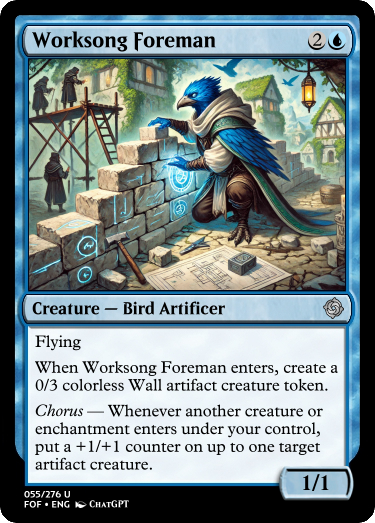 Worksong Foreman 2
Creature — Bird Artificer
Flying
When Worksong Foreman enters, create a
0/3 colorless Wall artifact creature token.
Chorus — Whenever another creature or
enchantment enters under your control,
put a +1/+1 counter on up to one target
artifact creature.
1/1
055/276 U
FOF • ENG ChatGPT